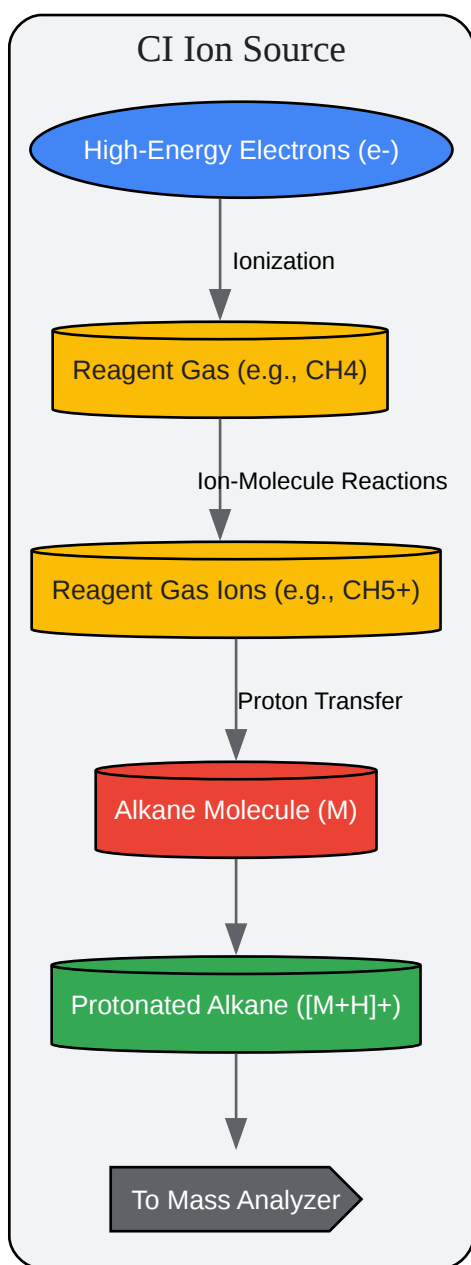 CI Ion Source
High-Energy Electrons (e-)
Ionization
Reagent Gas (e.g., CH4)
Ion-Molecule Reactions
Reagent Gas Ions (e.g., CH5+)
Proton Transfer
Alkane Molecule (M)
Protonated Alkane ([M+H]+)
To Mass Analyzer